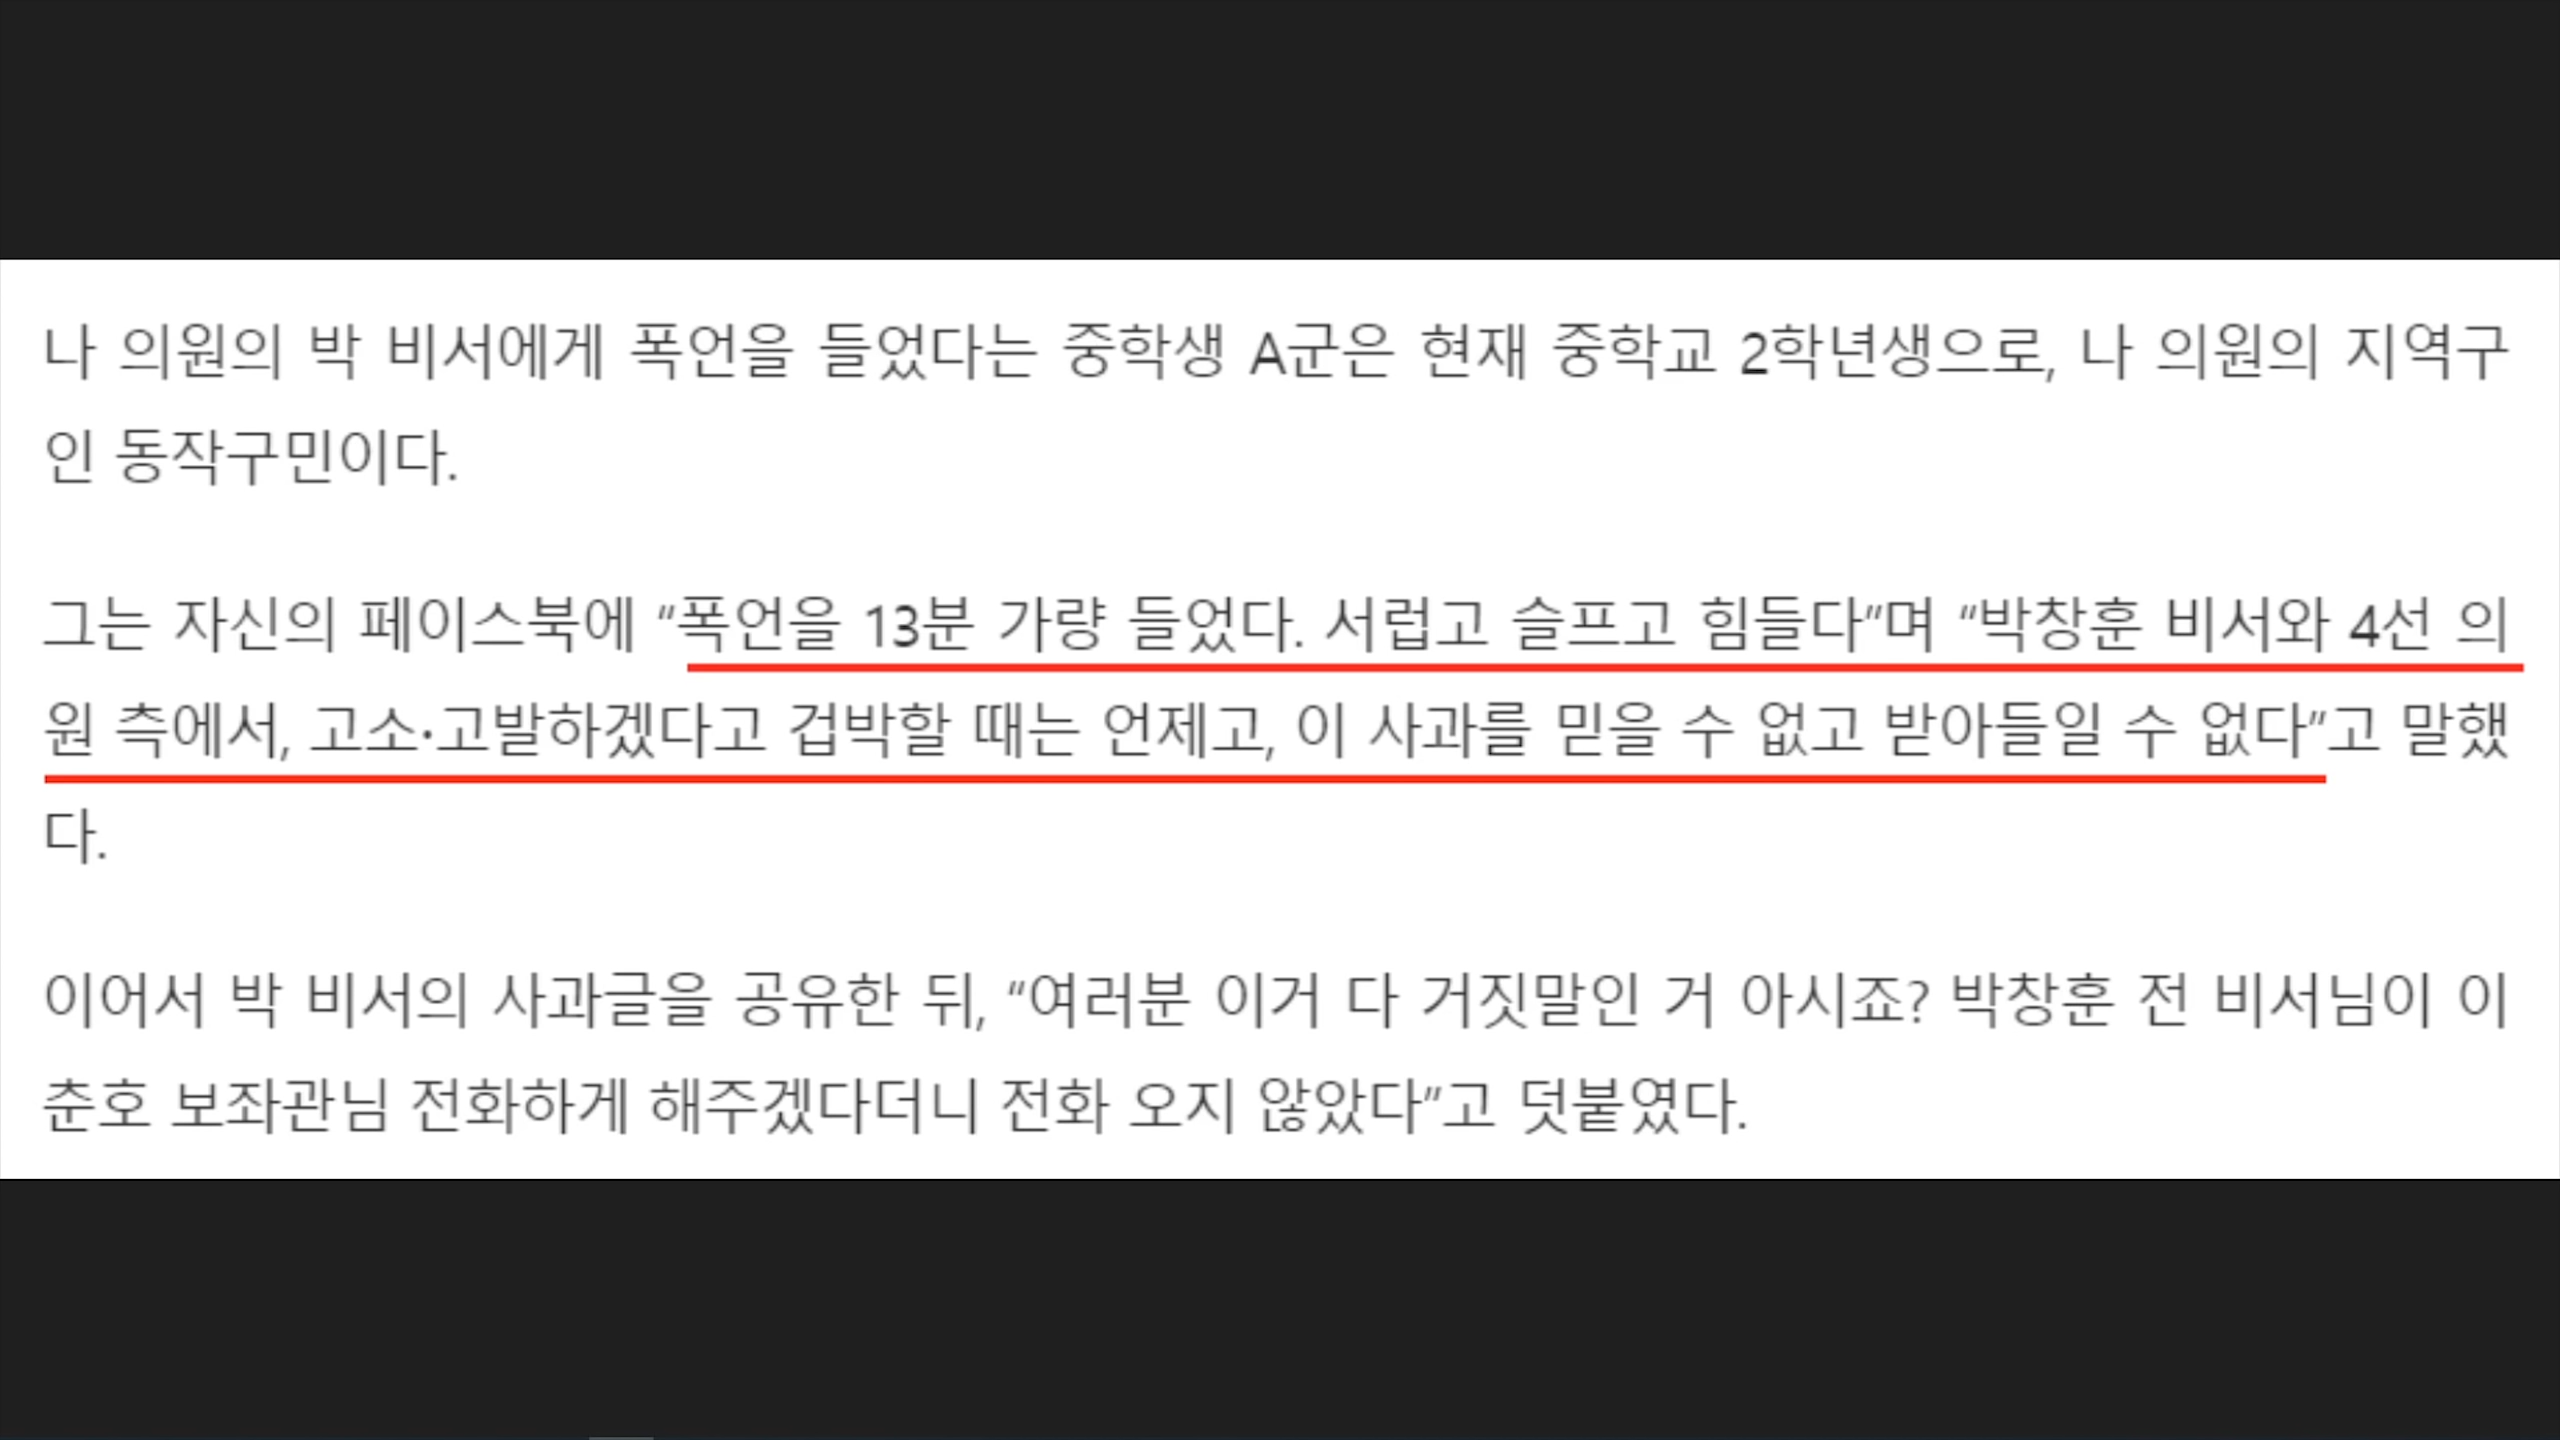 나 의원의 박 비서에게 폭언을 들었다는 중학생 A군은 현재 중학교 2학년생으로, 나 의원의 지역구
인 동작구민이다.
그는 자신의 페이스북에 “폭언을 13분 가량 들었다. 서럽고 슬프고 힘들다”며 “박창훈 비서와 4선 의
원 측에서, 고소·고발하겠다고 겁박할 때는 언제고, 이 사과를 믿을 수 없고 받아들일 수 없다”고 말했
다.
이어서 박 비서의 사과글을 공유한 뒤, “여러분 이거 다 거짓말인 거 아시죠? 박창훈 전 비서님이 이
춘호 보좌관님 전화하게 해주겠다더니 전화 오지 않았다”고 덧붙였다.